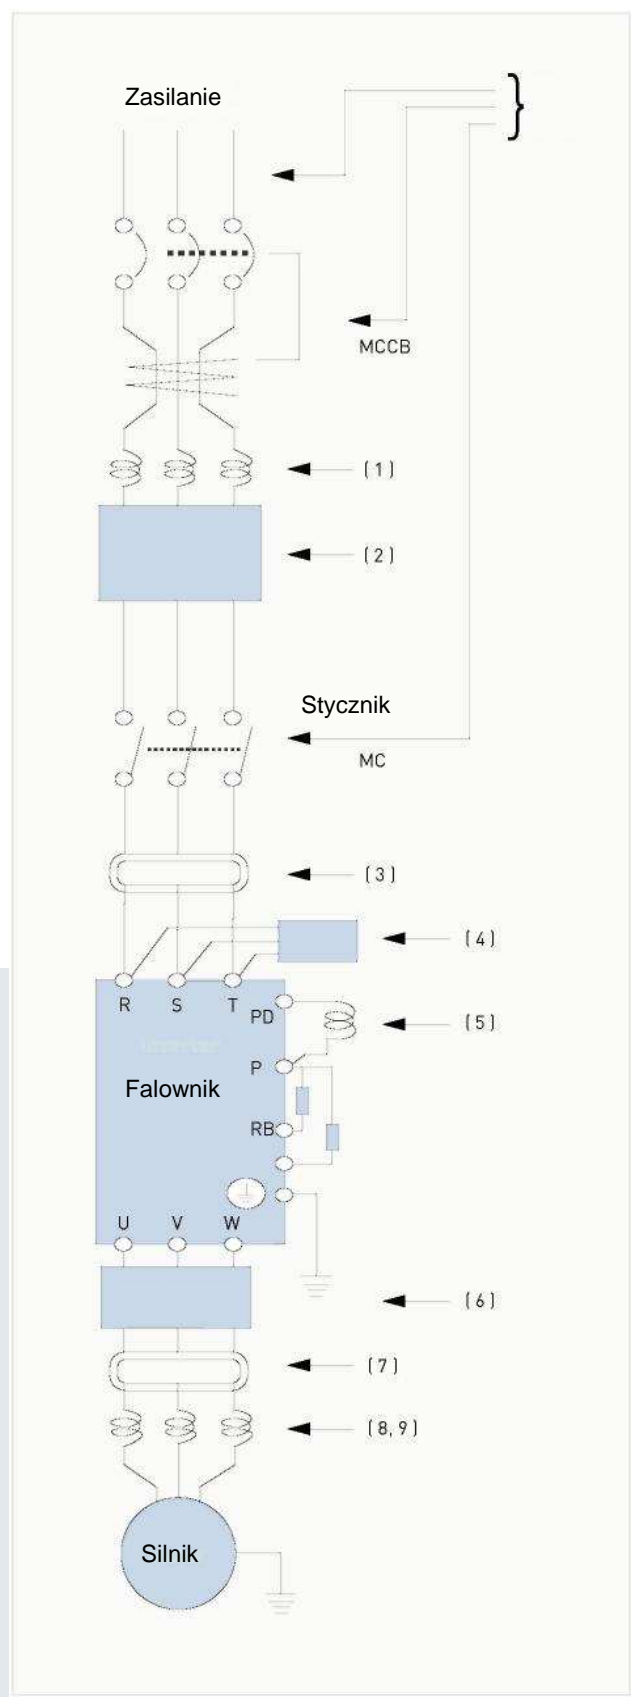 Zasilanie
}
MCCB
(1)
(2)
Stycznik
MC
(3)
(4)
R S T
PD
(5)
P
Falownik
RB
U V W
(6)
(7)
(8,9)
Silnik